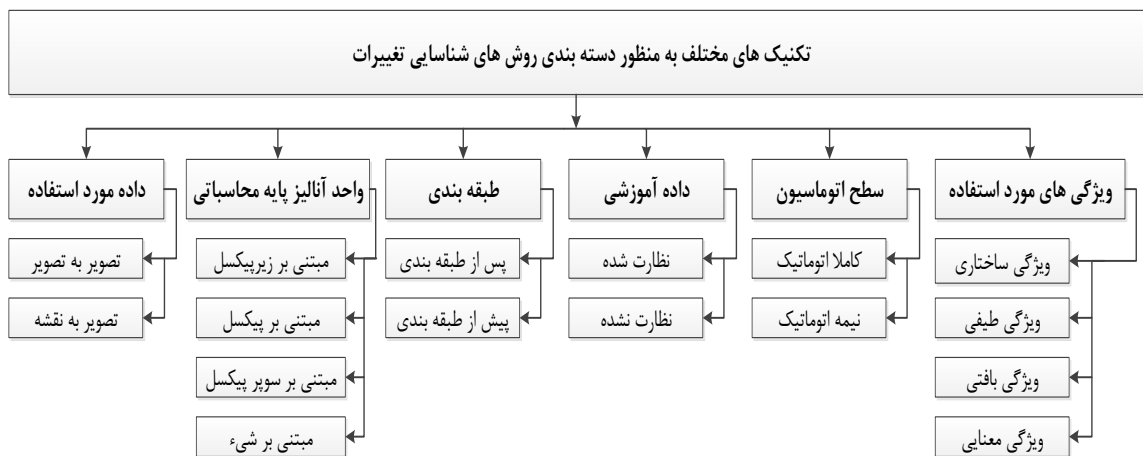 تکنیک های مختلف به منظور دسته بندی روش های شناسایی تغییرات
ویژگی های مورد استفاده
ویژگی ساختاری
ویژگی طیفی
ویژگی بافتی
ویژگی معنایی
سطح اتوماسیون
کاملا اتوماتیک
نیمه اتوماتیک
داده آموزشی
نظارت شده
نظارت نشده
طبقه بندی
پس از طبقه بندی
پیش از طبقه بندی
واحد آنالیز پایه محاسباتی
مبتنی بر زیرپیکسل
مبتنی بر پیکسل
مبتنی بر سوپر پیکسل
مبتنی بر شیء
داده مورد استفاده
تصویر به تصویر
تصویر به نقشه